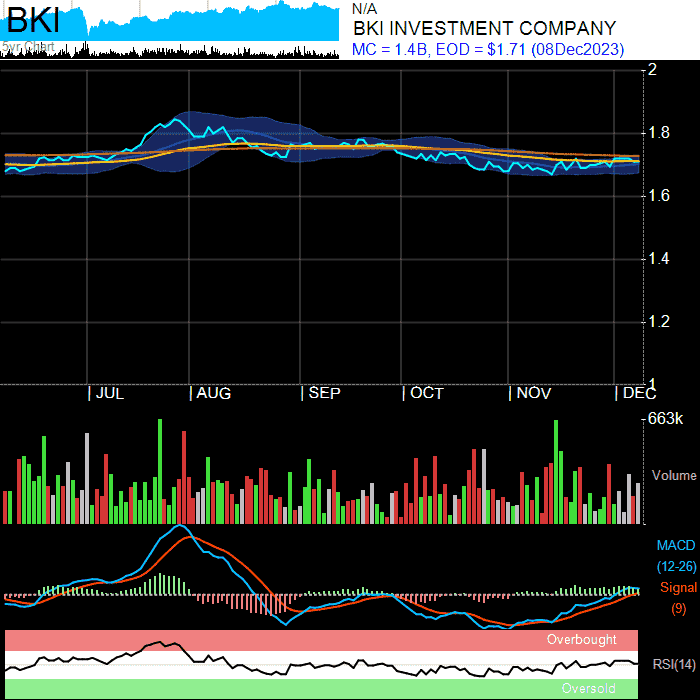 BKI
5yr Chart
N/A
BKI INVESTMENT COMPANY
MC = 1.4B, EOD = $1.71 (08Dec2023)
2
1.8
1.6
1.4
1.2
1
JUL AUG SEP OCT NOV DEC
663k
Volume
MACD
(12-26)
Signal
(9)
Overbought
RSI(14)
Oversold